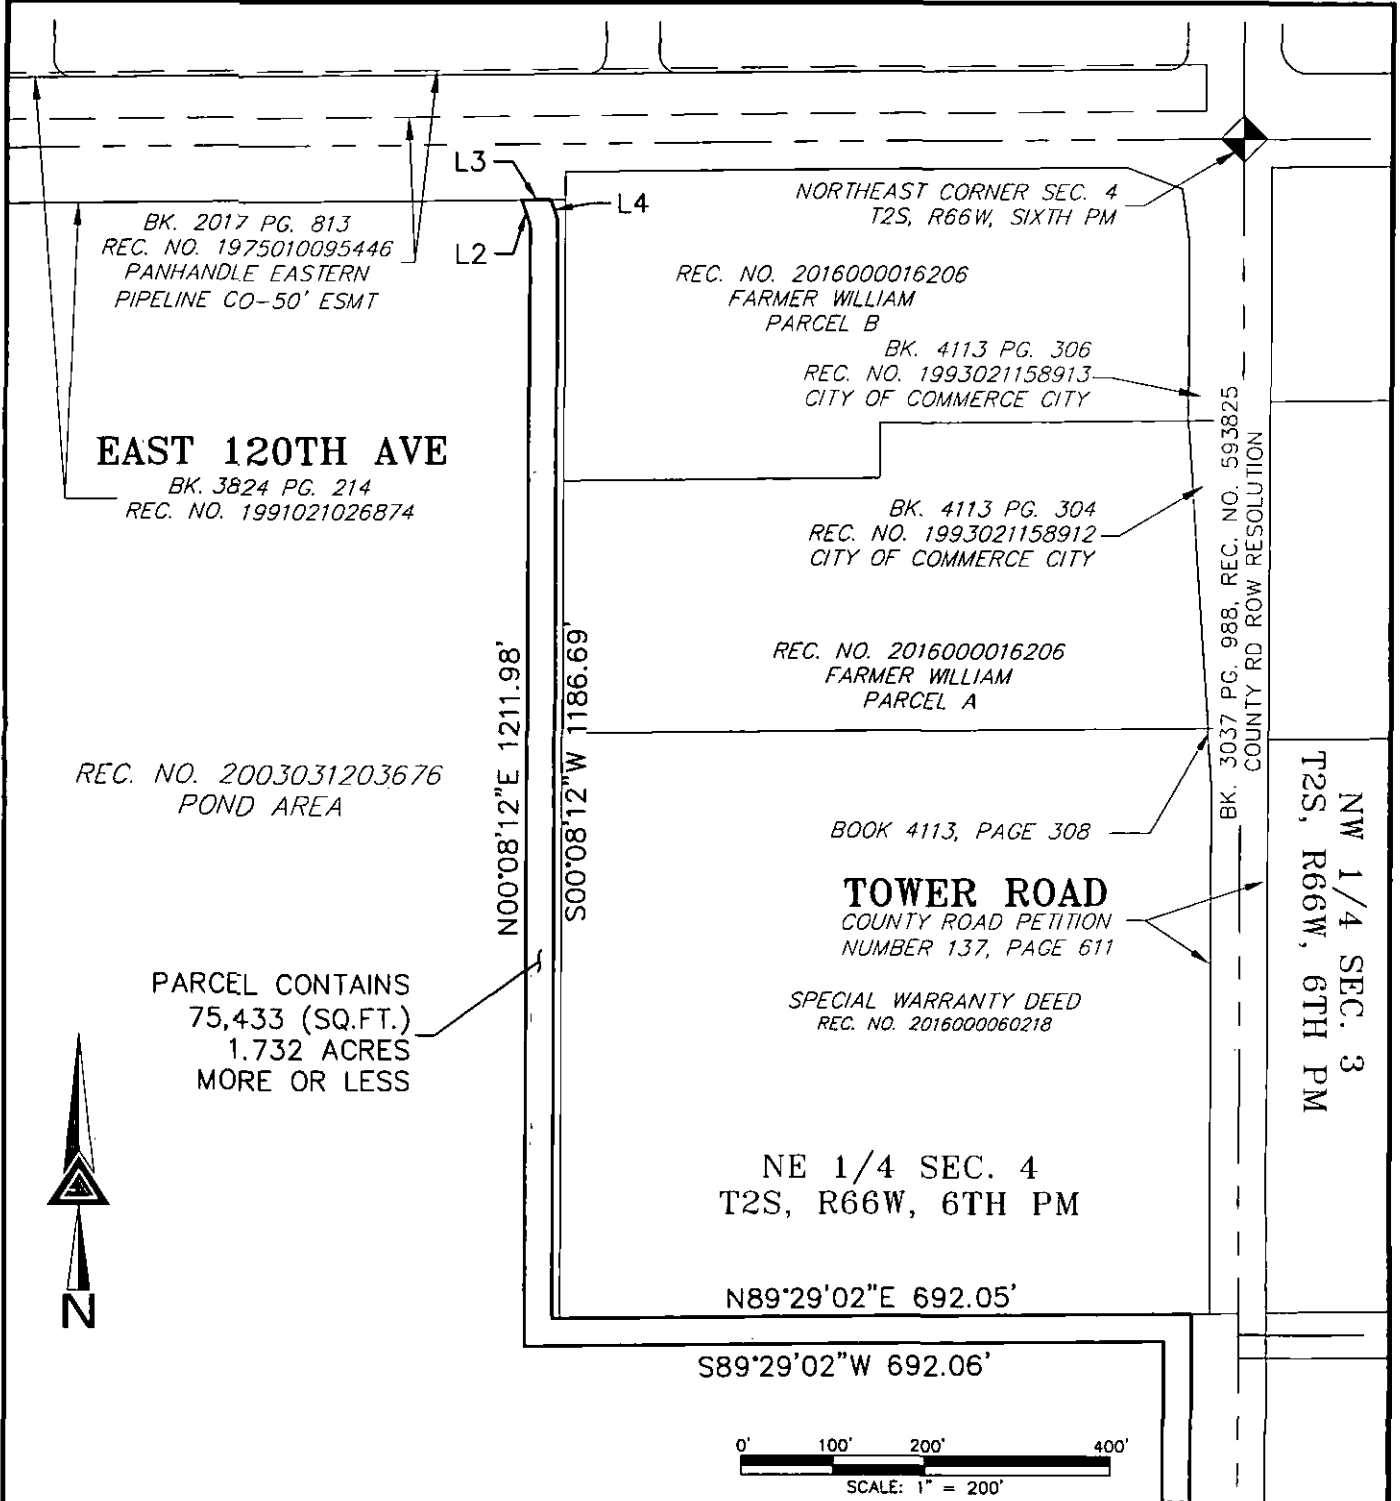 L3
L4
L2
NORTHEAST CORNER SEC. 4
T2S, R66W, SIXTH PM
BK. 2017 PG. 813
REC. NO. 1975010095446
PANHANDLE EASTERN
PIPELINE CO-50' ESMT
REC. NO. 2016000016206
FARMER WILLIAM
PARCEL B
BK. 4113 PG. 306
REC. NO. 1993021158913
CITY OF COMMERCE CITY
EAST 120TH AVE
BK. 3824 PG. 214
REC. NO. 1991021026874
BK. 4113 PG. 304
REC. NO. 1993021158912
CITY OF COMMERCE CITY
BK. 3037 PG. 988, REC. NO. 593825
COUNTY RD ROW RESOLUTION
N00°08'12"E 1211.98'
S00°08'12"W 1186.69'
REC. NO. 2016000016206
FARMER WILLIAM
PARCEL A
REC. NO. 2003031203676
POND AREA
BOOK 4113, PAGE 308
NW 1/4 SEC. 3
T2S, R66W, 6TH PM
TOWER ROAD
COUNTY ROAD PETITION
NUMBER 137, PAGE 611
PARCEL CONTAINS
75,433 (SQ.FT.)
1.732 ACRES
MORE OR LESS
SPECIAL WARRANTY DEED
REC. NO. 2016000060218
NE 1/4 SEC. 4
T2S, R66W, 6TH PM
N
N89°29'02"E 692.05'
S89°29'02"W 692.06'
0' 100' 200' 400'
SCALE: 1" = 200'